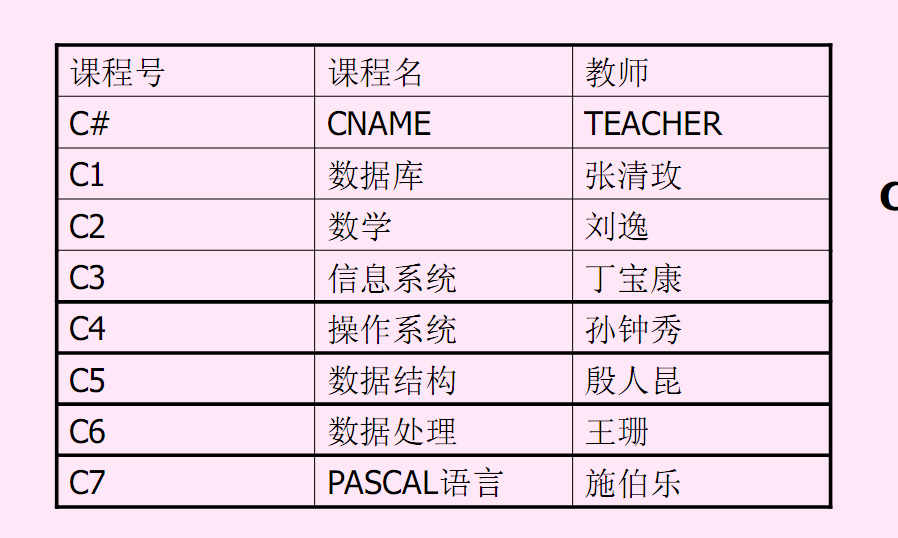 课程号 课程名 教师
C# CNAME TEACHER
C1 数据库 张清玫
C2 数学 刘逸
C3 信息系统 丁宝康
C4 操作系统 孙钟秀
C5 数据结构 殷人昆
C6 数据处理 王珊
C7 PASCAL语言 施伯乐